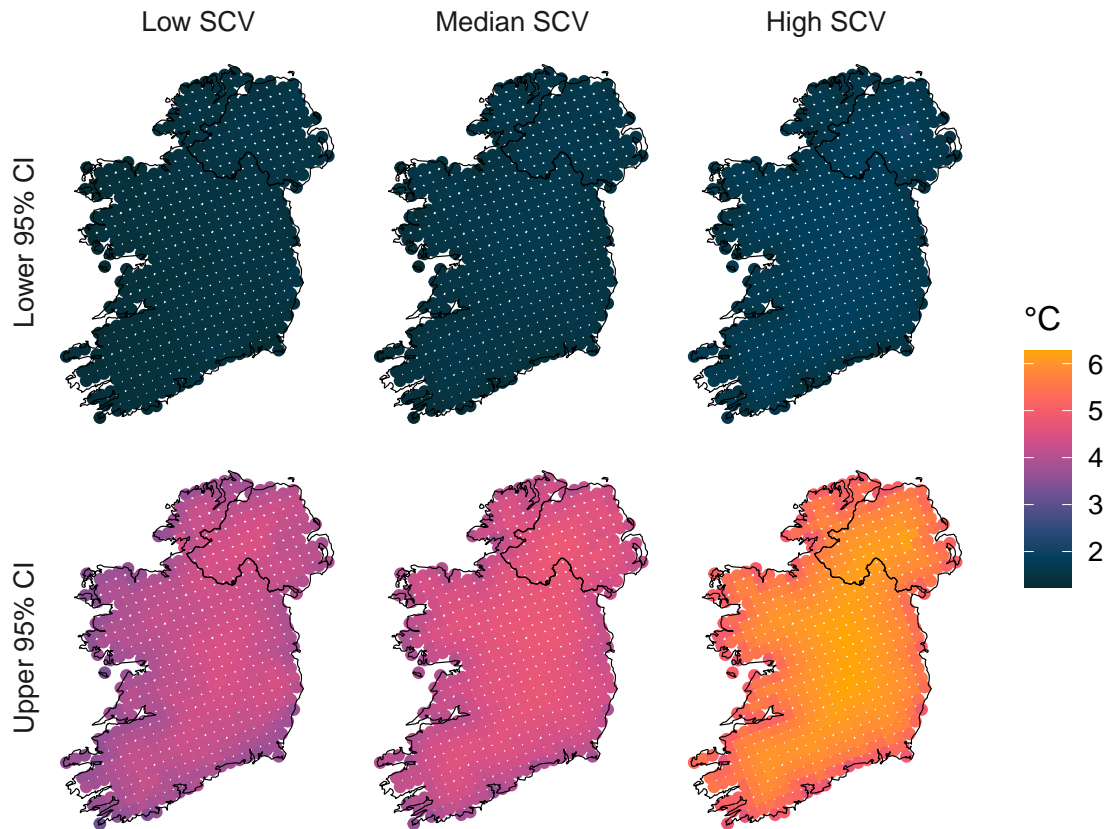 Low SCV
Median SCV
High SCV
Lower 95% CI
Upper 95% CI
°C
6
5
4
3
2